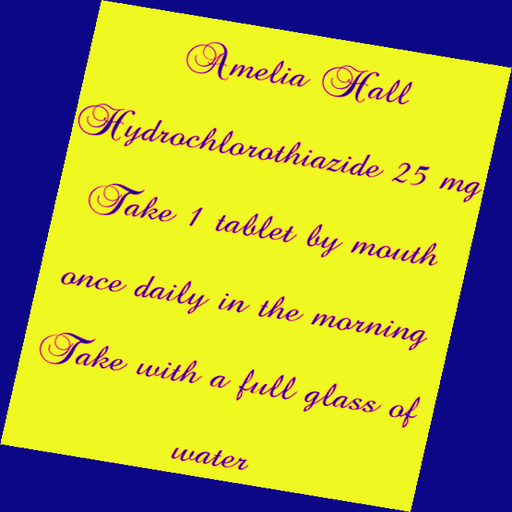 Amelia Hall
Hydrochlorothiazide 25 mg
Take 1 tablet by mouth
once daily in the morning
Take with a full glass of
water